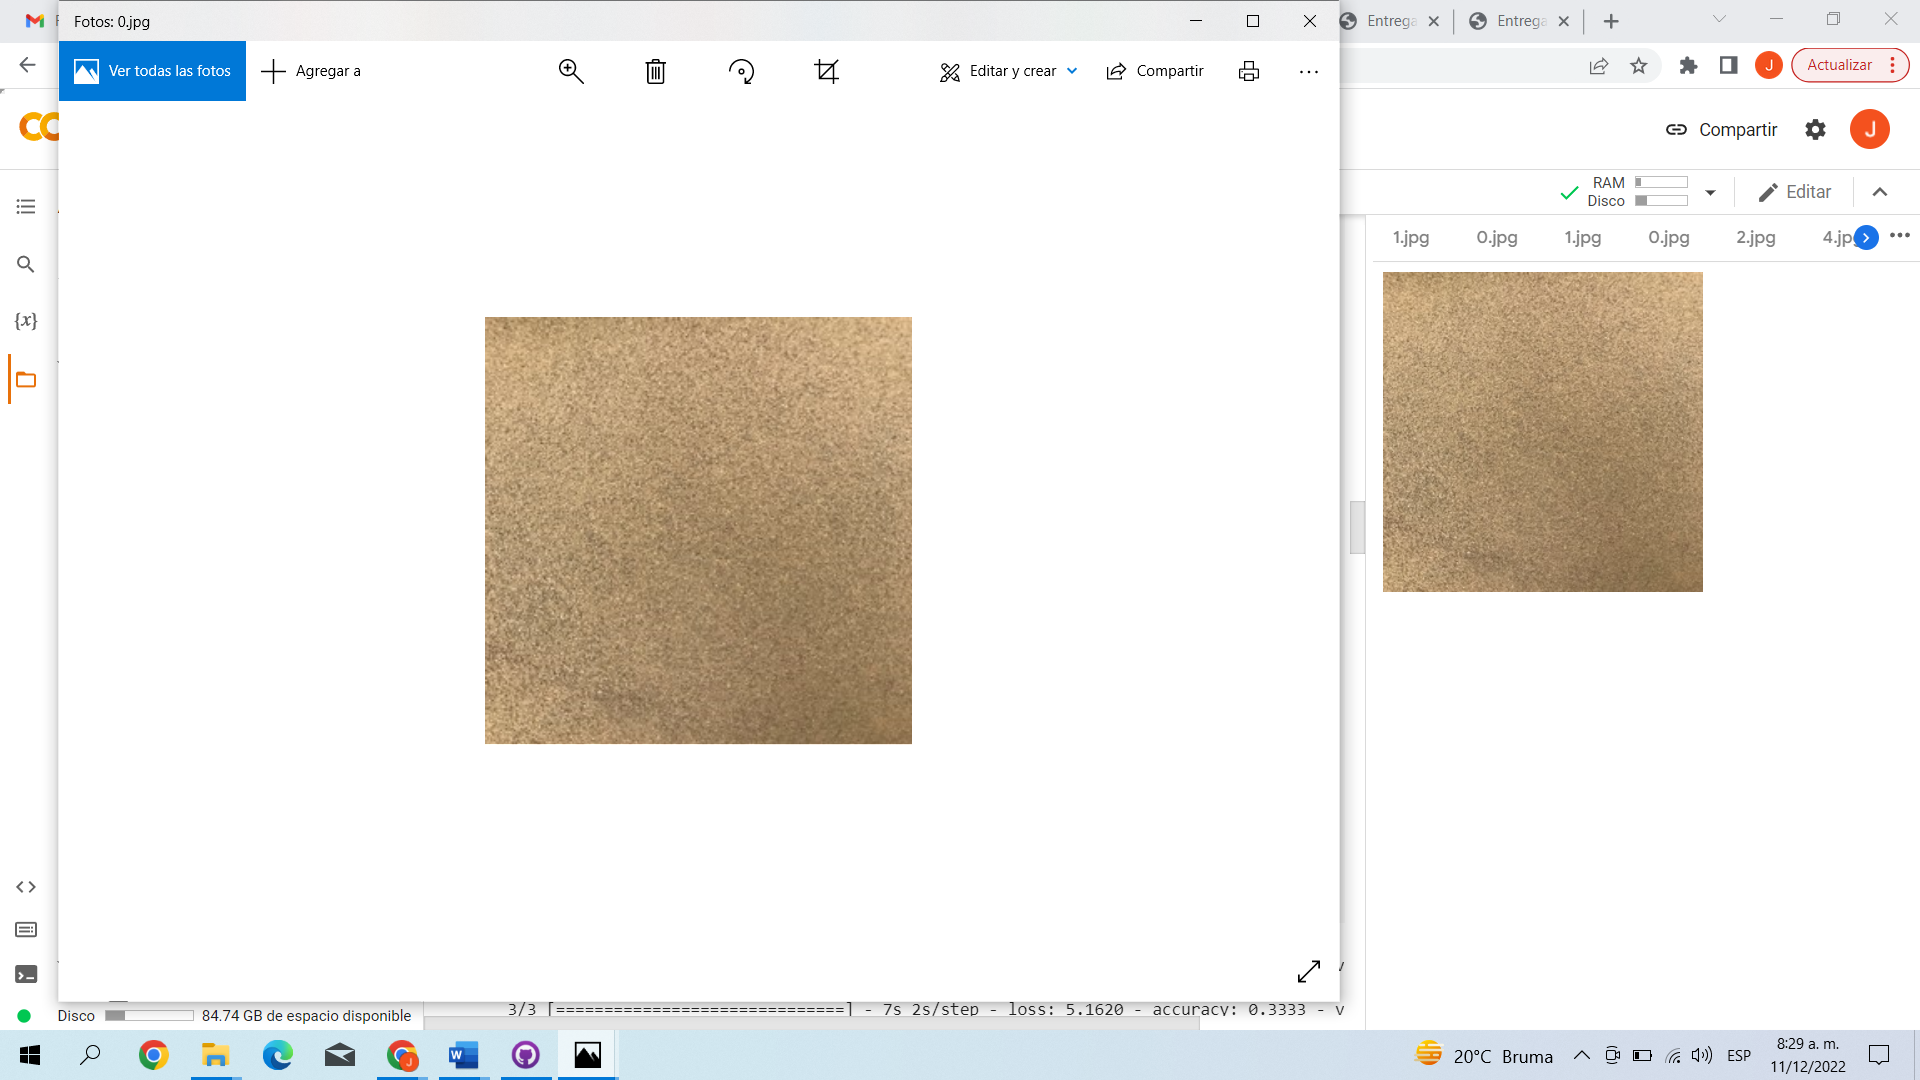 Fotos: 0.jpg
Entrega
Entrega
Ver todas las fotos
Agregar a
Editar y crear
Compartir
J
Actualizar
Compartir
J
RAM
Disco
Editar
{x}
1.jpg
0.jpg
1.jpg
0.jpg
2.jpg
4.jpg
3/3 [==============================] - 7s 2s/step - loss: 5.1620 - accuracy: 0.3333 - v
Disco
84.74 GB de espacio disponible
20°C Bruma
ESP
8:29 a. m.
11/12/2022